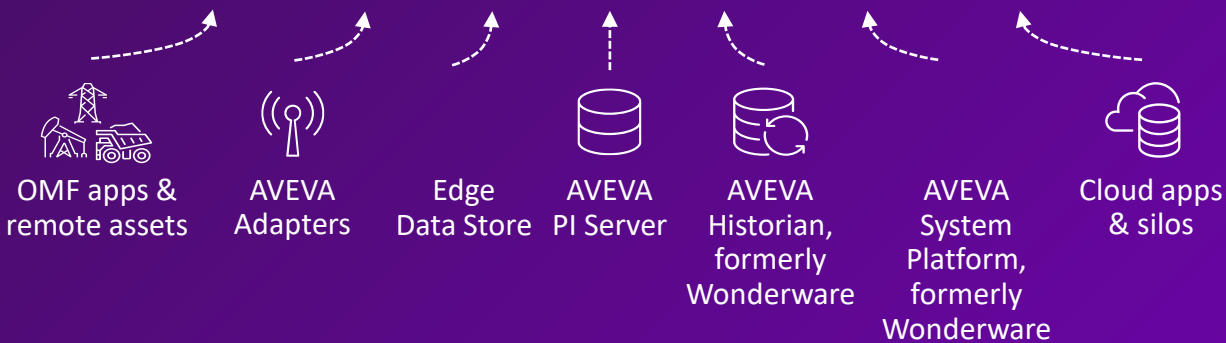 OMF apps &
remote assets
AVEVA
Adapters
Edge
Data Store
AVEVA
PI Server
AVEVA
Historian,
formerly
Wonderware
AVEVA
System
Platform,
formerly
Wonderware
Cloud apps
& silos